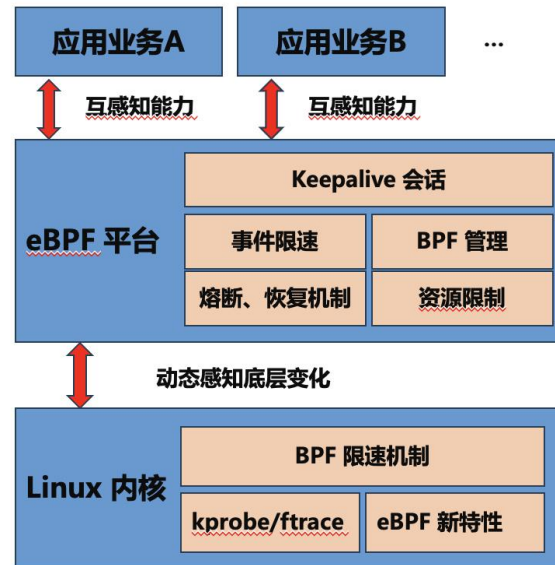 应用业务A 应用业务B ...
互感知能力 互感知能力
eBPF 平台
Keepalive 会话
事件限速 BPF 管理
熔断、恢复机制 资源限制
动态感知底层变化
Linux 内核
BPF 限速机制
kprobe/ftrace eBPF 新特性